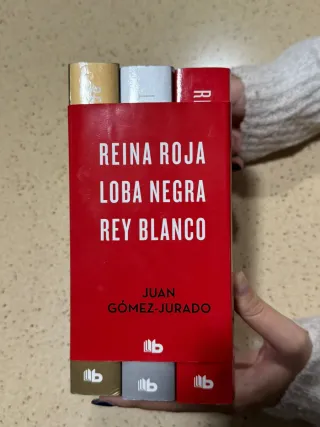 REINA ROJA
LOBA NEGRA
REY BLANCO
JUAN
GÓMEZ-JURADO
b
b
b
b